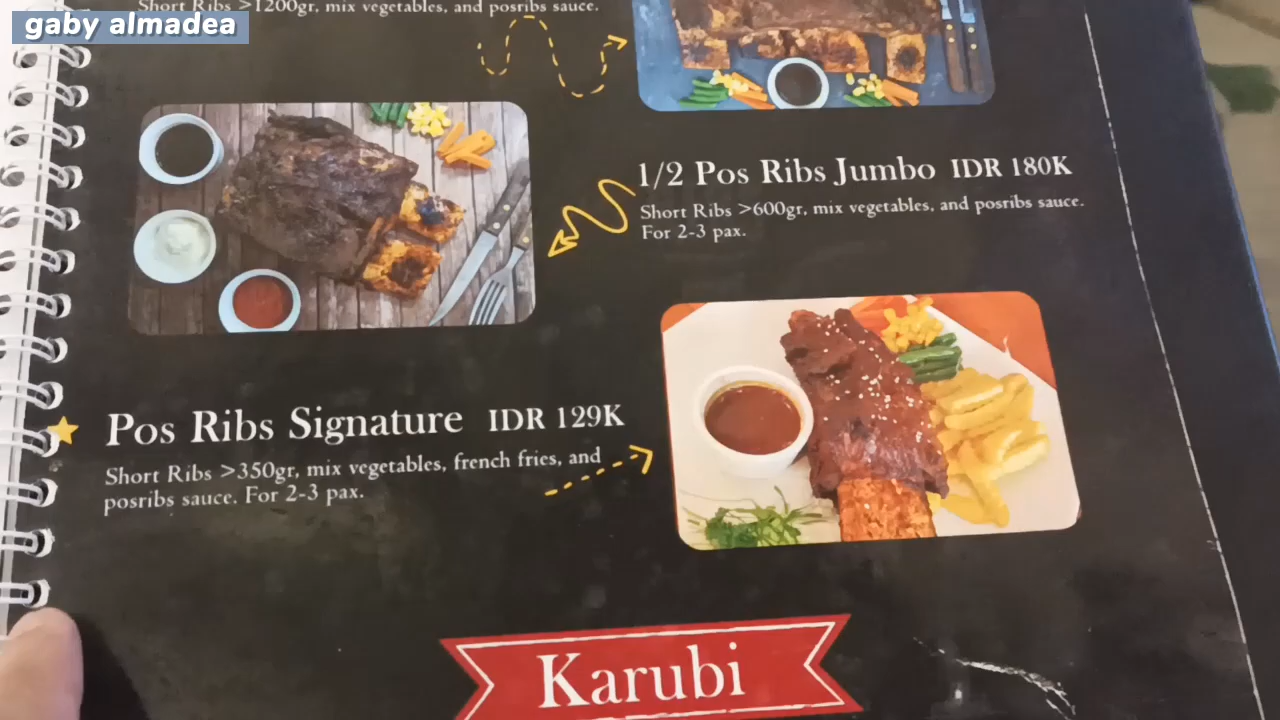 gaby almadea
Short Ribs >1200gr, mix vegetables, and posribs sauce.
1/2 Pos Ribs Jumbo IDR 180K
Short Ribs >600gr, mix vegetables, and posribs sauce.
For 2-3 pax.
Pos Ribs Signature IDR 129K
Short Ribs >350gr, mix vegetables, french fries, and
posribs sauce. For 2-3 pax.
Karubi